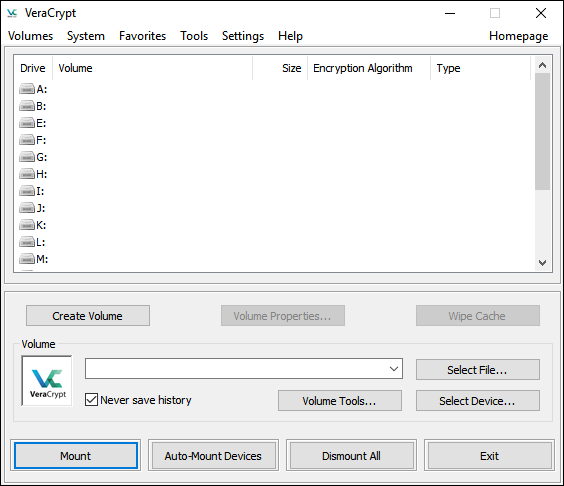 VeraCrypt
Volumes System Favorites Tools Settings Help Homepage
Drive Volume Size Encryption Algorithm Type
A:
B:
E:
F:
G:
H:
I:
J:
K:
L:
M:
Create Volume Volume Properties... Wipe Cache
Volume
VeraCrypt
Select File...
Never save history Volume Tools... Select Device...
Mount Auto-Mount Devices Dismount All Exit